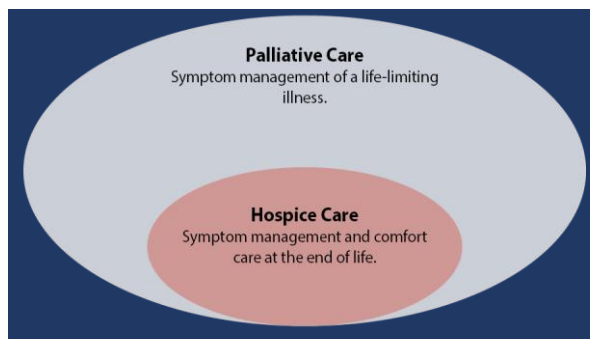 Palliative Care
Symptom management of a life-limiting
illness.
Hospice Care
Symptom management and comfort
care at the end of life.